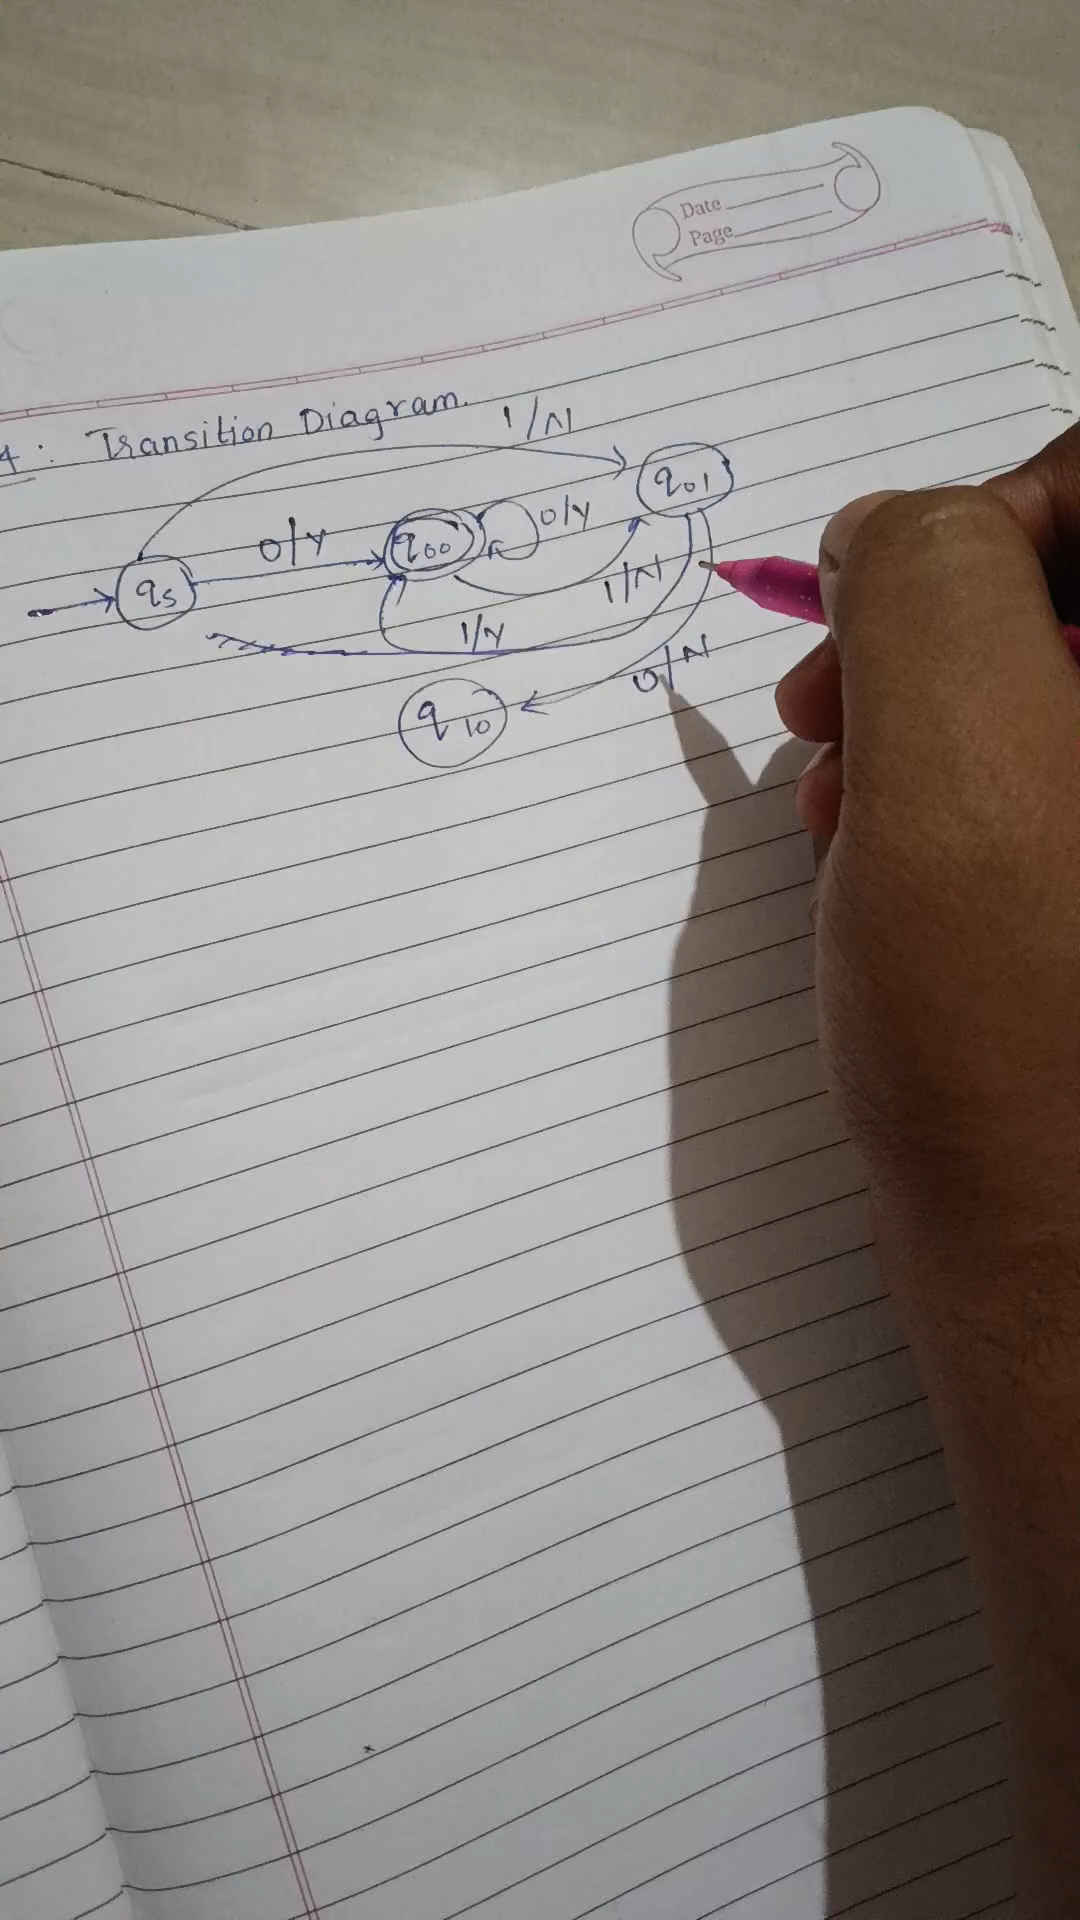 Date
Page
4: Transition Diagram.
1/N
q01
0/Y
q00
0/Y
qs
1/N
1/Y
0/N
q10